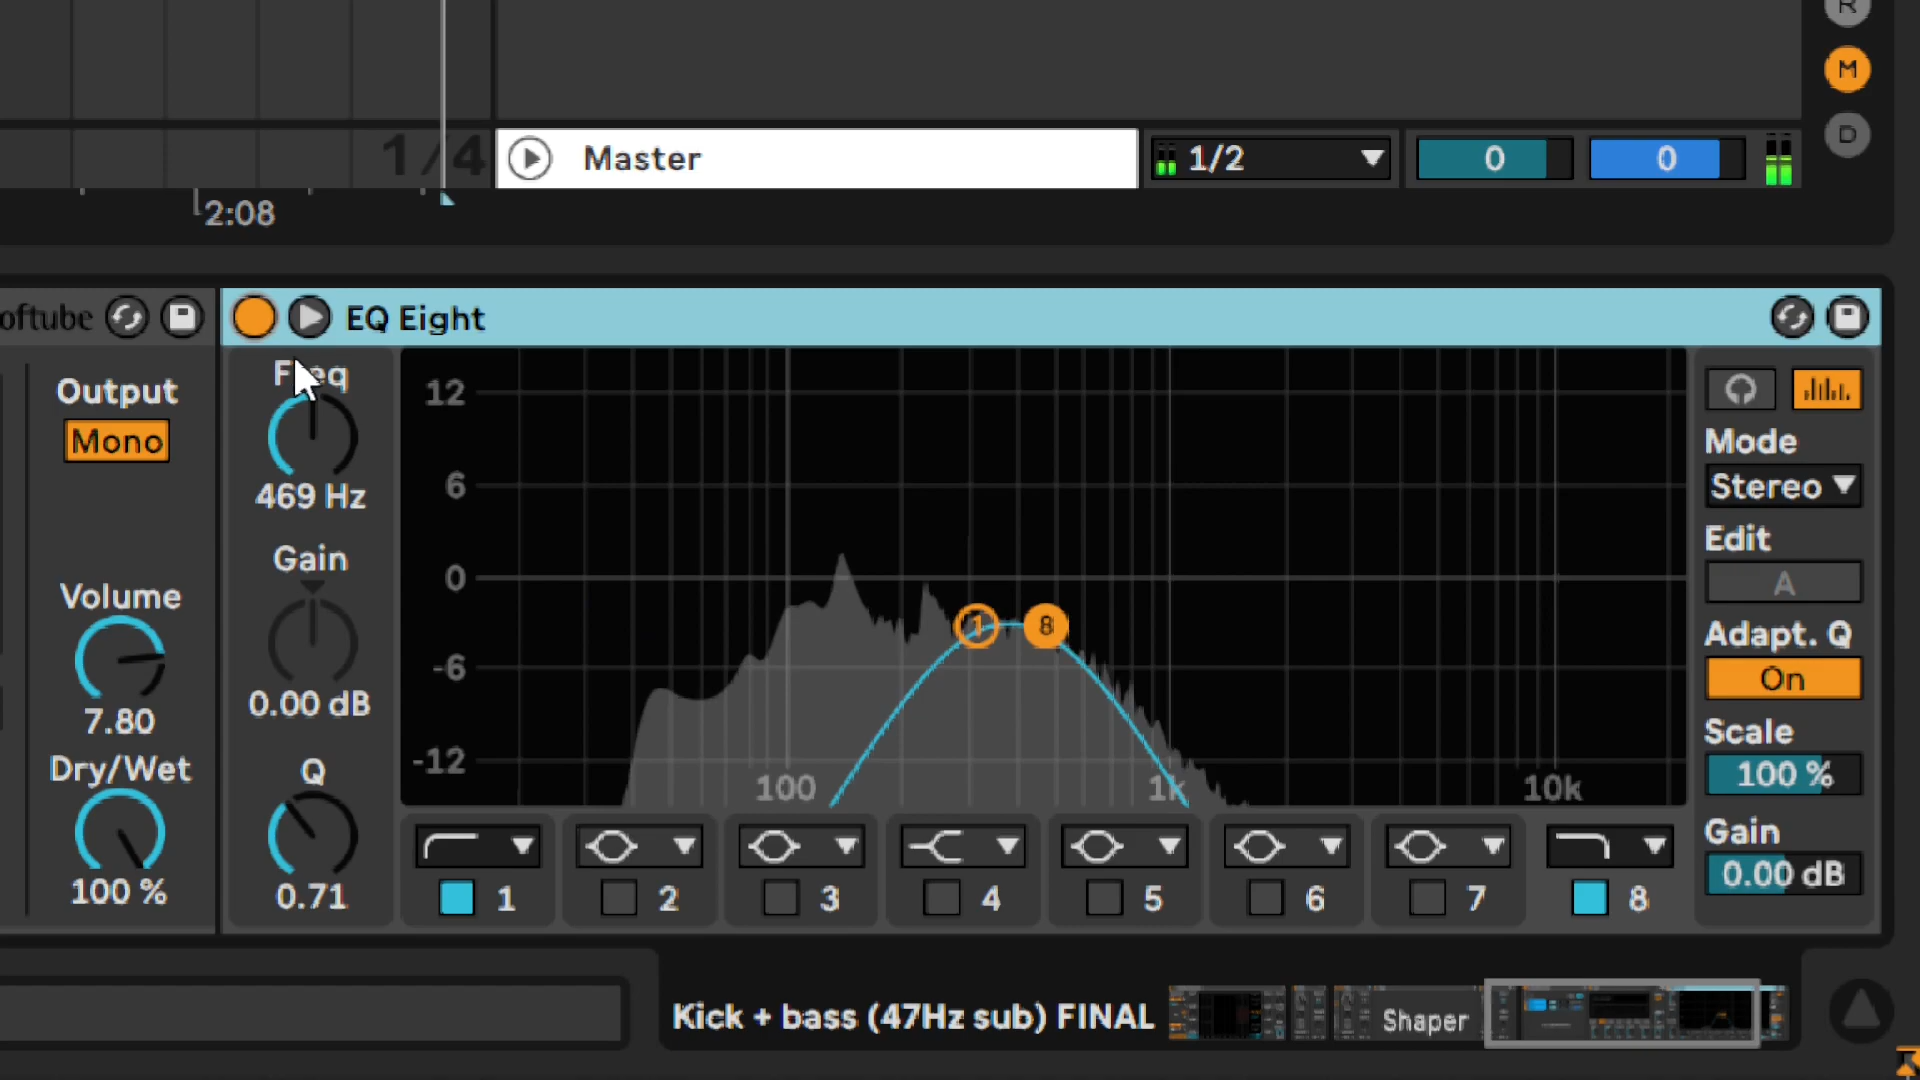 R
M
1/4
Master
1/2
0
0
D
2:08
oftube
EQ Eight
Output
Mono
Freq
469 Hz
Gain
0.00 dB
Q
0.71
Volume
7.80
Dry/Wet
100 %
12
6
0
-6
-12
100
1k
10k
1
8
Mode
Stereo
Edit
A
Adapt. Q
On
Scale
100 %
Gain
0.00 dB
1 2 3 4 5 6 7 8
Kick + bass (47Hz sub) FINAL
Shaper